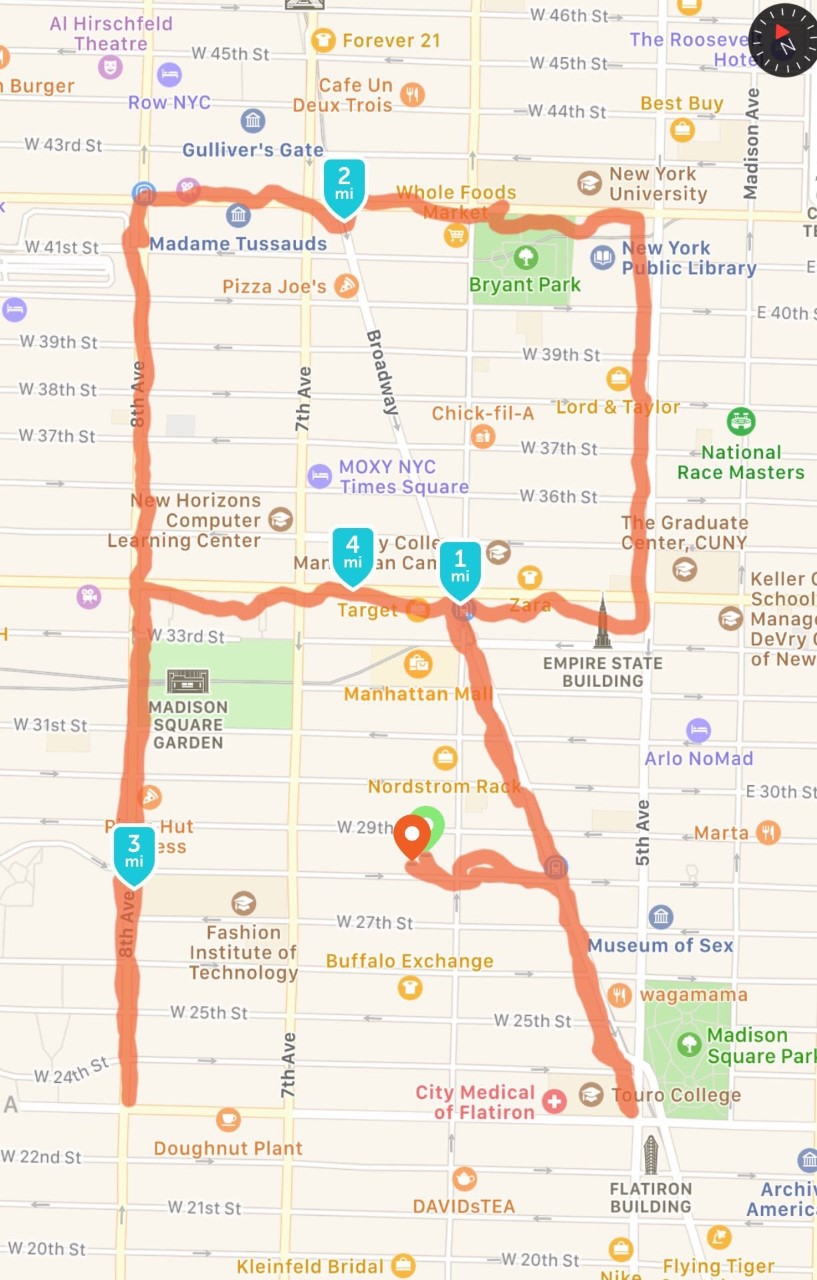 W 46th St
Al Hirschfeld
Theatre
W 45th St
Forever 21
The Roosevel
Hotel
W 45th St
n Burger
Row NYC
Cafe Un
Deux Trois
W 44th St
Best Buy
Madison Ave
W 43rd St
Gulliver's Gate
2
mi
Whole Foods
Market
New York
University
W 41st St
Madame Tussauds
New York
Public Library
Pizza Joe's
Bryant Park
E 40th St
W 39th St
W 39th St
8th Ave
7th Ave
Broadway
W 38th St
Chick-fil-A
Lord & Taylor
W 37th St
W 37th St
National
Race Masters
MOXY NYC
Times Square
W 36th St
New Horizons
Computer
Learning Center
The Graduate
Center, CUNY
4
mi
y Colle
Man an Cam
1
mi
Target
Zara
Keller G
School
Manage
DeVry C
of New
H
W 33rd St
EMPIRE STATE
BUILDING
MADISON
SQUARE
GARDEN
Manhattan Mall
W 31st St
Arlo NoMad
Nordstrom Rack
E 30th St
Hut
ess
W 29th
5th Ave
Marta
3
mi
8th Ave
W 27th St
Fashion
Institute of
Technology
Museum of Sex
Buffalo Exchange
wagamama
W 25th St
W 25th St
Madison
Square Park
7th Ave
W 24th St
City Medical
of Flatiron
Touro College
A
Doughnut Plant
W 22nd St
FLATIRON
BUILDING
Archiv
America
DAVIDsTEA
W 21st St
W 20th St
Kleinfeld Bridal
W 20th St
Nike
Flying Tiger